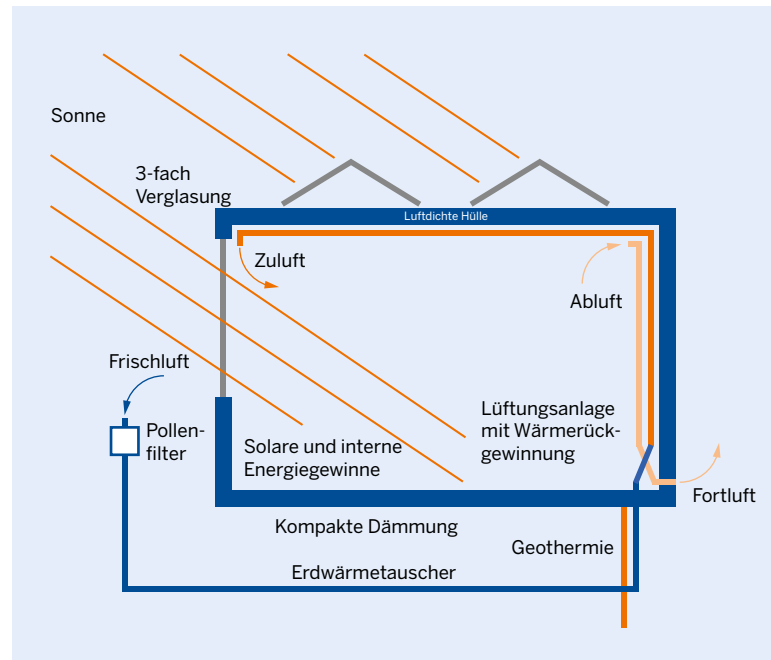 Sonne
3-fach
Verglasung
Luftdichte Hülle
Zuluft
Abluft
Frischluft
Pollen-
filter
Solare und interne
Energiegewinne
Lüftungsanlage
mit Wärmerück-
gewinnung
Fortluft
Kompakte Dämmung
Geothermie
Erdwärmetauscher